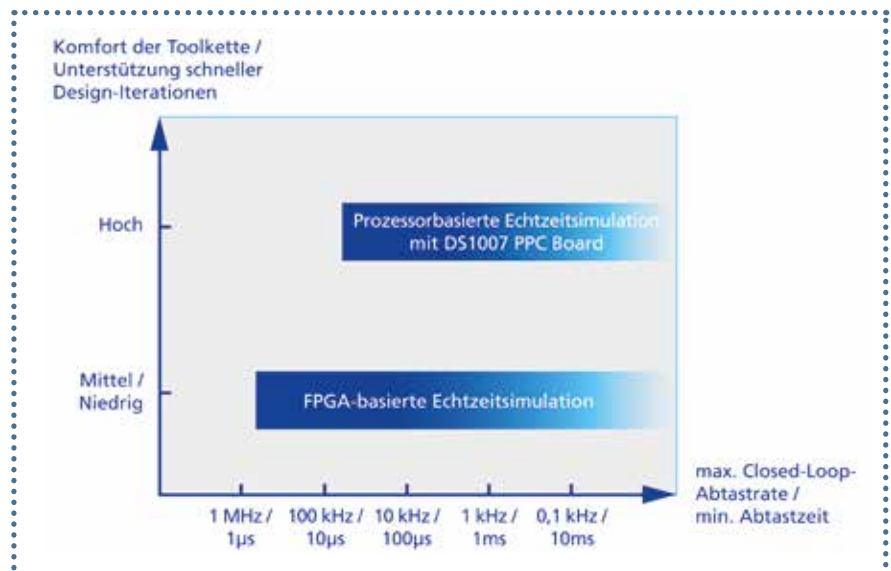 Komfort der Toolkette /
Unterstützung schneller
Design-Iterationen
Hoch
Prozessorbasierte Echtzeitsimulation
mit DS1007 PPC Board
Mittel /
Niedrig
FPGA-basierte Echtzeitsimulation
max. Closed-Loop-
Abtastrate /
min. Abtastzeit
1 MHz /
1µs
100 kHz /
10µs
10 kHz /
100µs
1 kHz /
1ms
0,1 kHz /
10ms